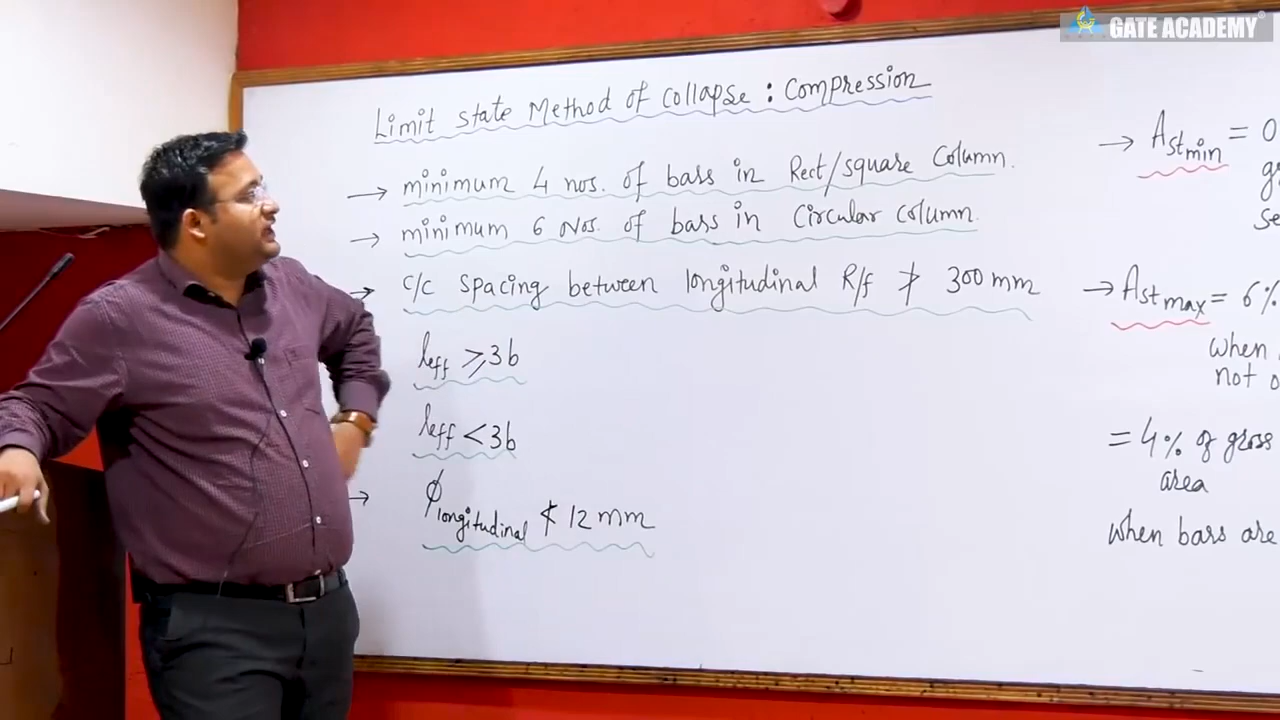 GATE ACADEMY®
Limit State Method of Collapse : Compression
→ minimum 4 nos. of bars in Rect/square Column.
→ minimum 6 Nos. of bars in Circular column.
→ C/C spacing between longitudinal R/f ≯ 300 mm
leff ⩾ 3b
leff < 3b
→ ϕlongitudinal ≮ 12 mm
→ Astmin = 0
→ Astmax = 6%
when
not
= 4% of gross
area
when bars are